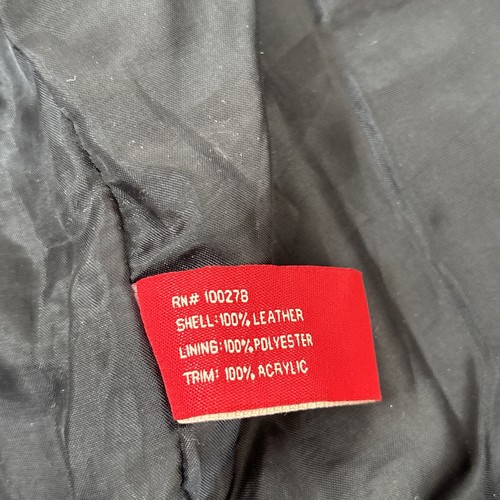 RN# 100278
SHELL: 100% LEATHER
LINING: 100% POLYESTER
TRIM: 100% ACRYLIC